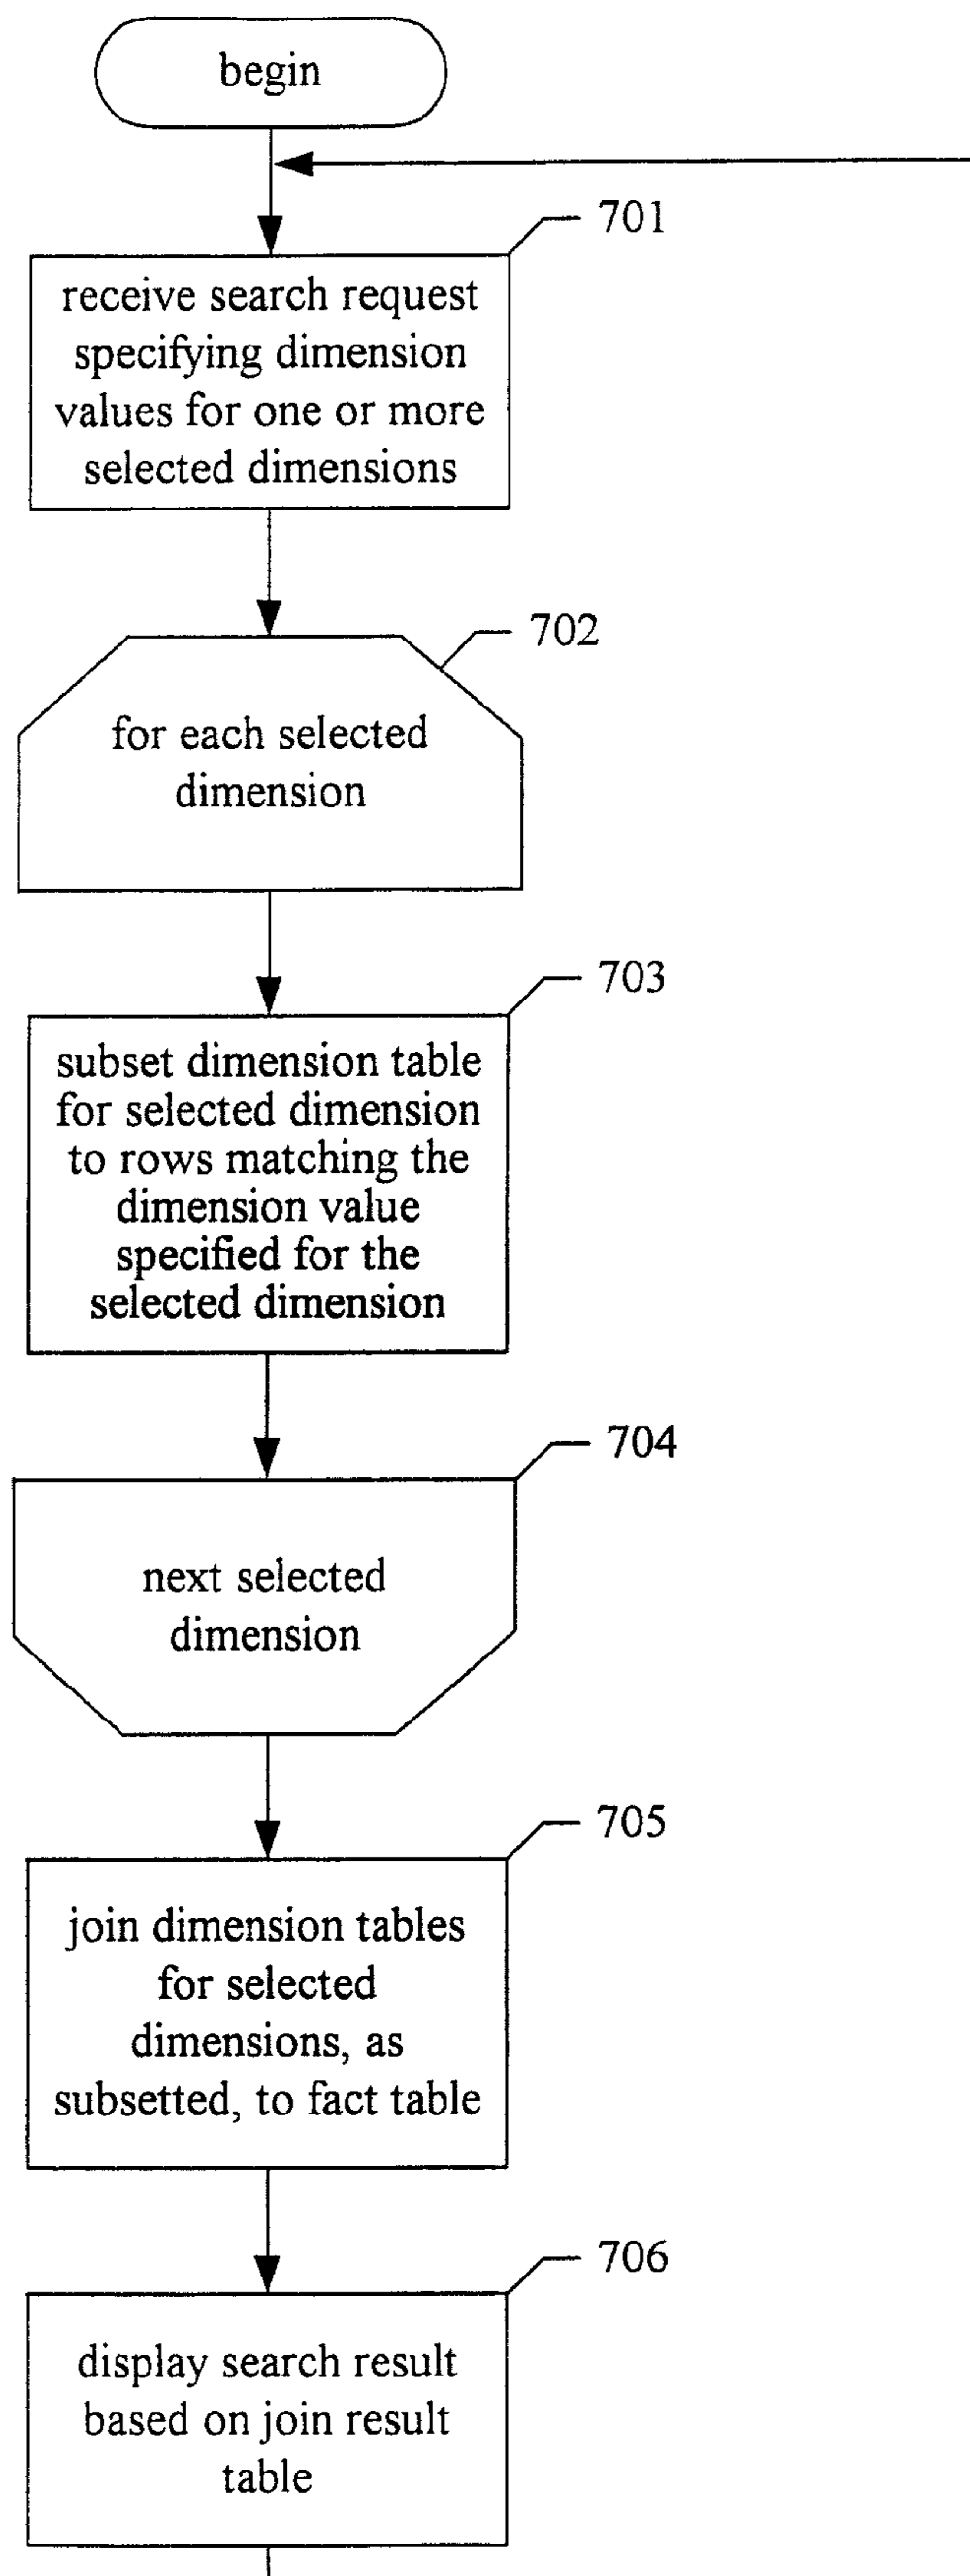 begin
701
receive search request
specifying dimension
values for one or more
selected dimensions
702
for each selected
dimension
703
subset dimension table
for selected dimension
to rows matching the
dimension value
specified for the
selected dimension
704
next selected
dimension
705
join dimension tables
for selected
dimensions, as
subsetted, to fact table
706
display search result
based on join result
table